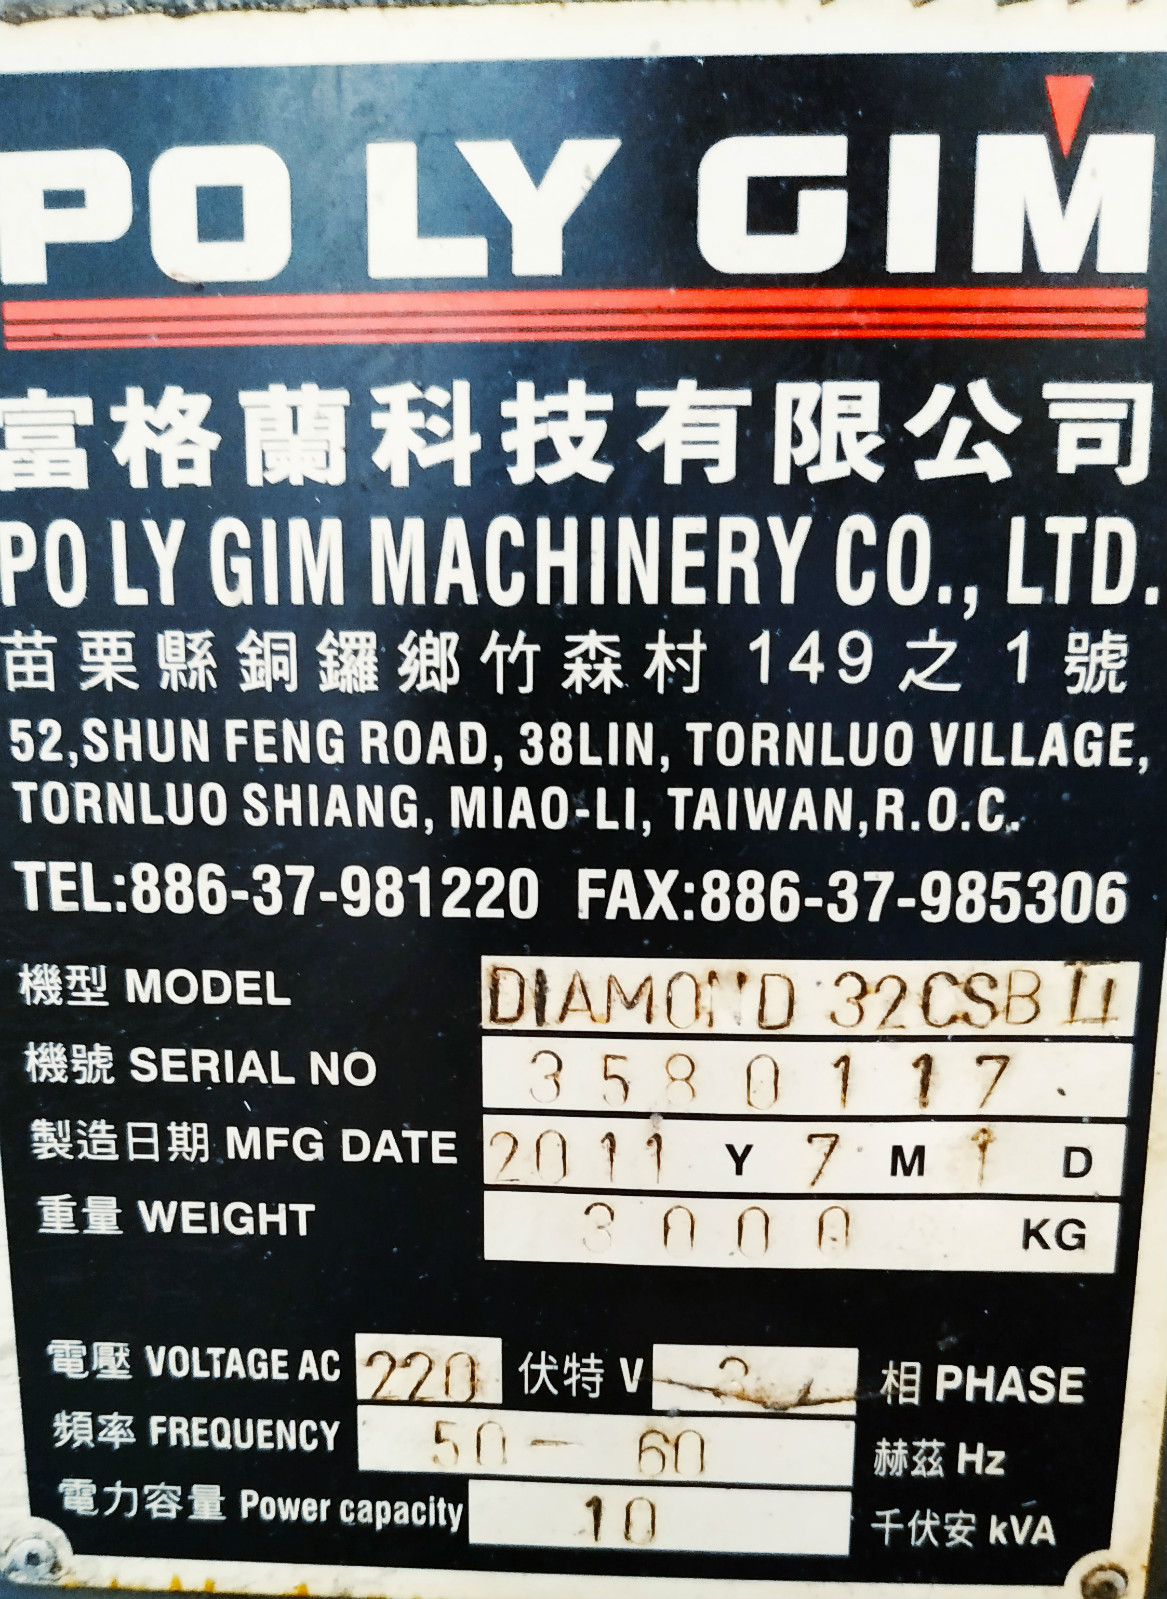 PO LY GIM
富格蘭科技有限公司
PO LY GIM MACHINERY CO., LTD.
苗栗縣銅鑼鄉竹森村 149之1號
52,SHUN FENG ROAD, 38LIN, TORNLUO VILLAGE,
TORNLUO SHIANG, MIAO-LI, TAIWAN,R.O.C.
TEL:886-37-981220 FAX:886-37-985306
機型 MODEL DIAMOND 32CSB II
機號 SERIAL NO 3580117
製造日期 MFG DATE 2011 Y 7 M 1 D
重量 WEIGHT 3000 KG
電壓 VOLTAGE AC 220 伏特 V 3 相 PHASE
頻率 FREQUENCY 50-60 赫茲 Hz
電力容量 Power capacity 10 千伏安 kVA